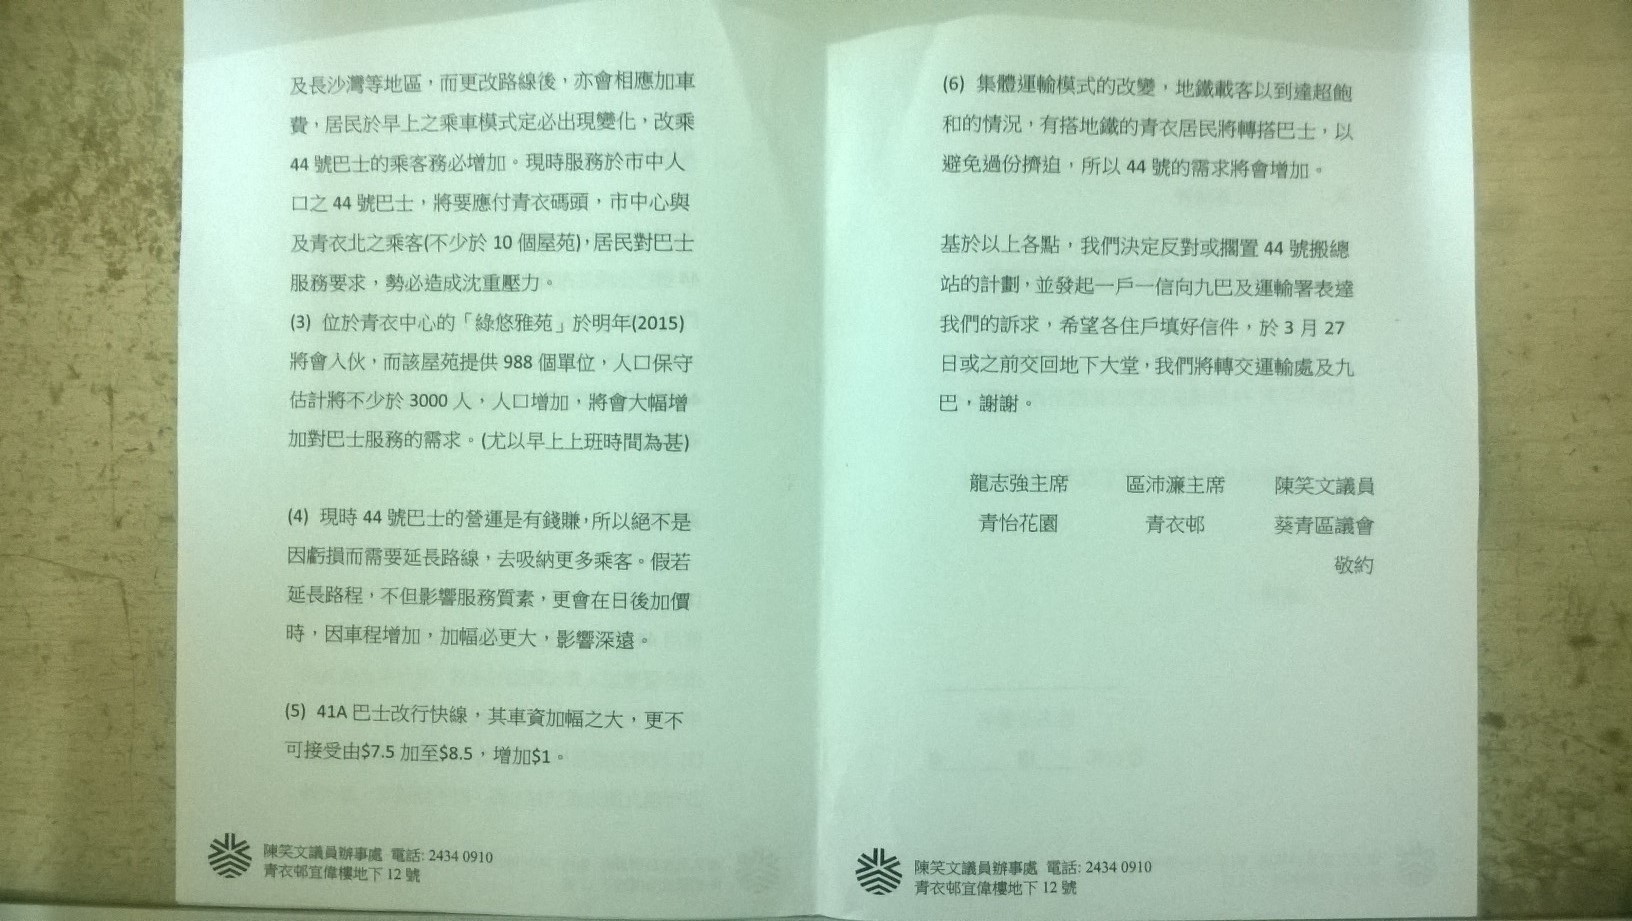 及長沙灣等地區，而更改路線後，亦會相應加車
費，居民於早上之乘車模式定必出現變化，改乘
44 號巴士的乘客務必增加。現時服務於市中人
口之 44 號巴士，將要應付青衣碼頭，市中心與
及青衣北之乘客(不少於 10 個屋苑)，居民對巴士
服務要求，勢必造成沈重壓力。
(3) 位於青衣中心的「綠悠雅苑」於明年(2015)
將會入伙，而該屋苑提供 988 個單位，人口保守
估計將不少於 3000 人，人口增加，將會大幅增
加對巴士服務的需求。(尤以早上上班時間為甚)
(4) 現時 44 號巴士的營運是有錢賺，所以絕不是
因虧損而需要延長路線，去吸納更多乘客。假若
延長路程，不但影響服務質素，更會在日後加價
時，因車程增加，加幅必更大，影響深遠。
(5) 41A 巴士改行快線，其車資加幅之大，更不
可接受由$7.5 加至$8.5，增加$1。
陳笑文議員辦事處 電話: 2434 0910
青衣邨宜偉樓地下 12 號
(6) 集體運輸模式的改變，地鐵載客以到達超飽
和的情況，有搭地鐵的青衣居民將轉搭巴士，以
避免過份擠迫，所以 44 號的需求將會增加。
基於以上各點，我們決定反對或擱置 44 號搬總
站的計劃，並發起一戶一信向九巴及運輸署表達
我們的訴求，希望各住戶填好信件，於 3 月 27
日或之前交回地下大堂，我們將轉交運輸處及九
巴，謝謝。
龍志強主席 區沛濂主席 陳笑文議員
青怡花園 青衣邨 葵青區議會
敬約
陳笑文議員辦事處 電話: 2434 0910
青衣邨宜偉樓地下 12 號